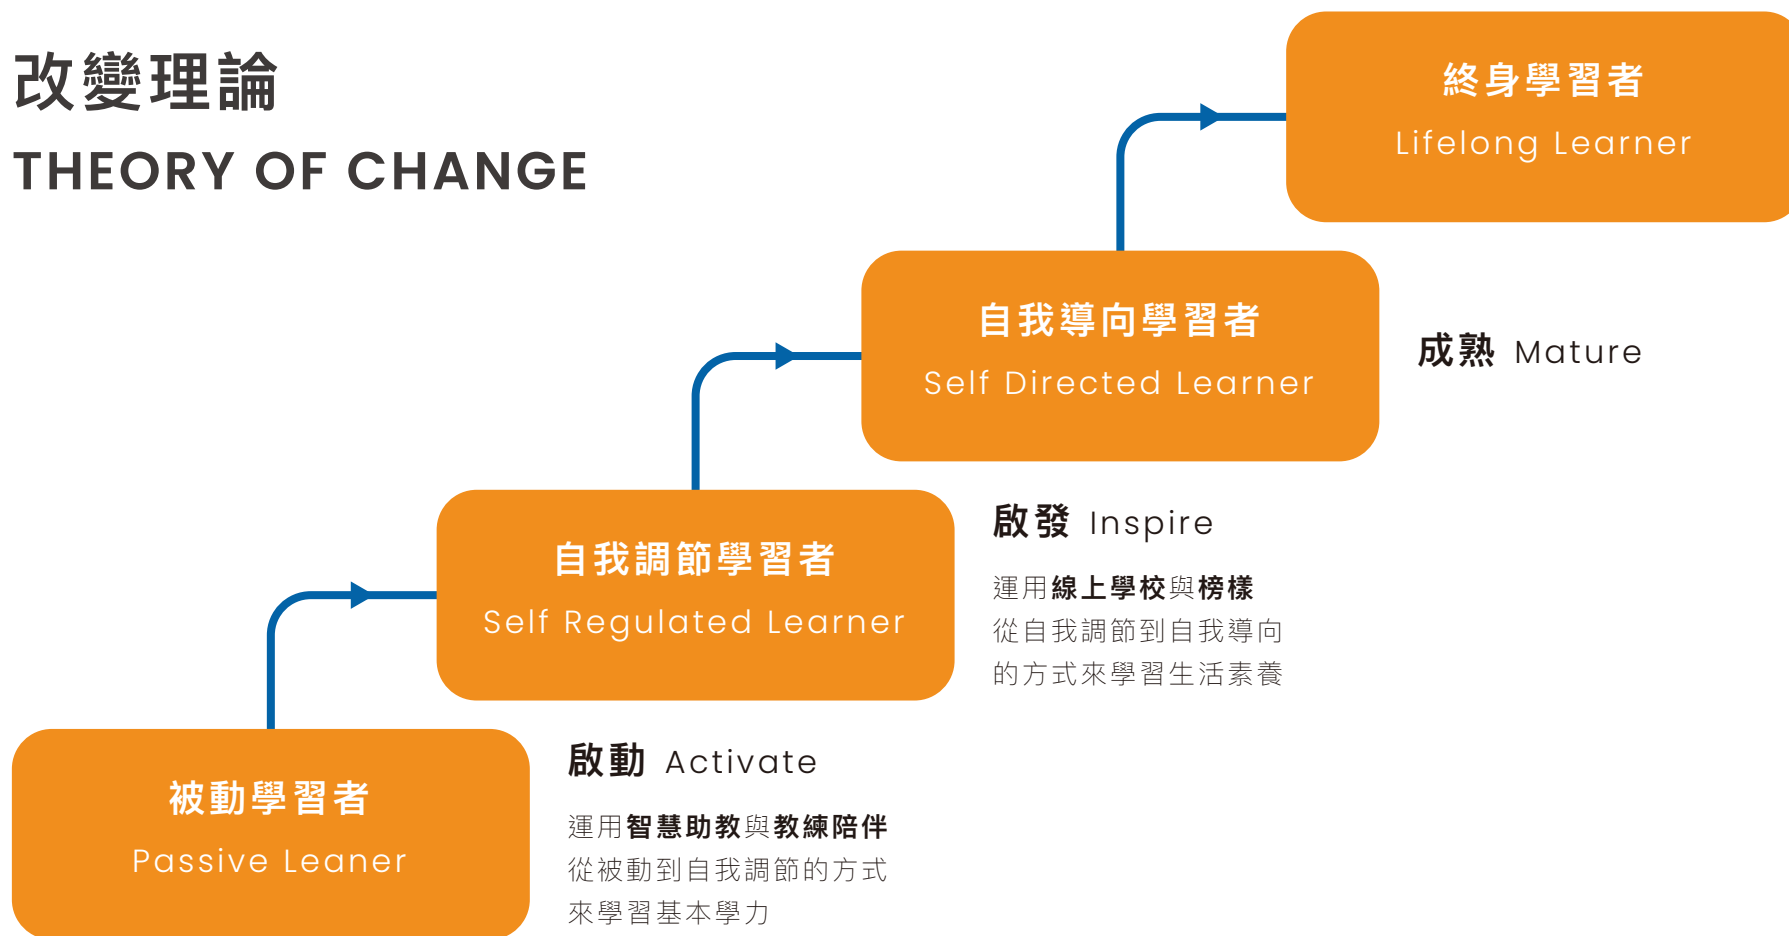 改變理論
THEORY OF CHANGE
終身學習者
Lifelong Learner
自我導向學習者
Self Directed Learner
成熟 Mature
自我調節學習者
Self Regulated Learner
啟發 Inspire
運用線上學校與榜樣
從自我調節到自我導向
的方式來學習生活素養
被動學習者
Passive Leaner
啟動 Activate
運用智慧助教與教練陪伴
從被動到自我調節的方式
來學習基本學力